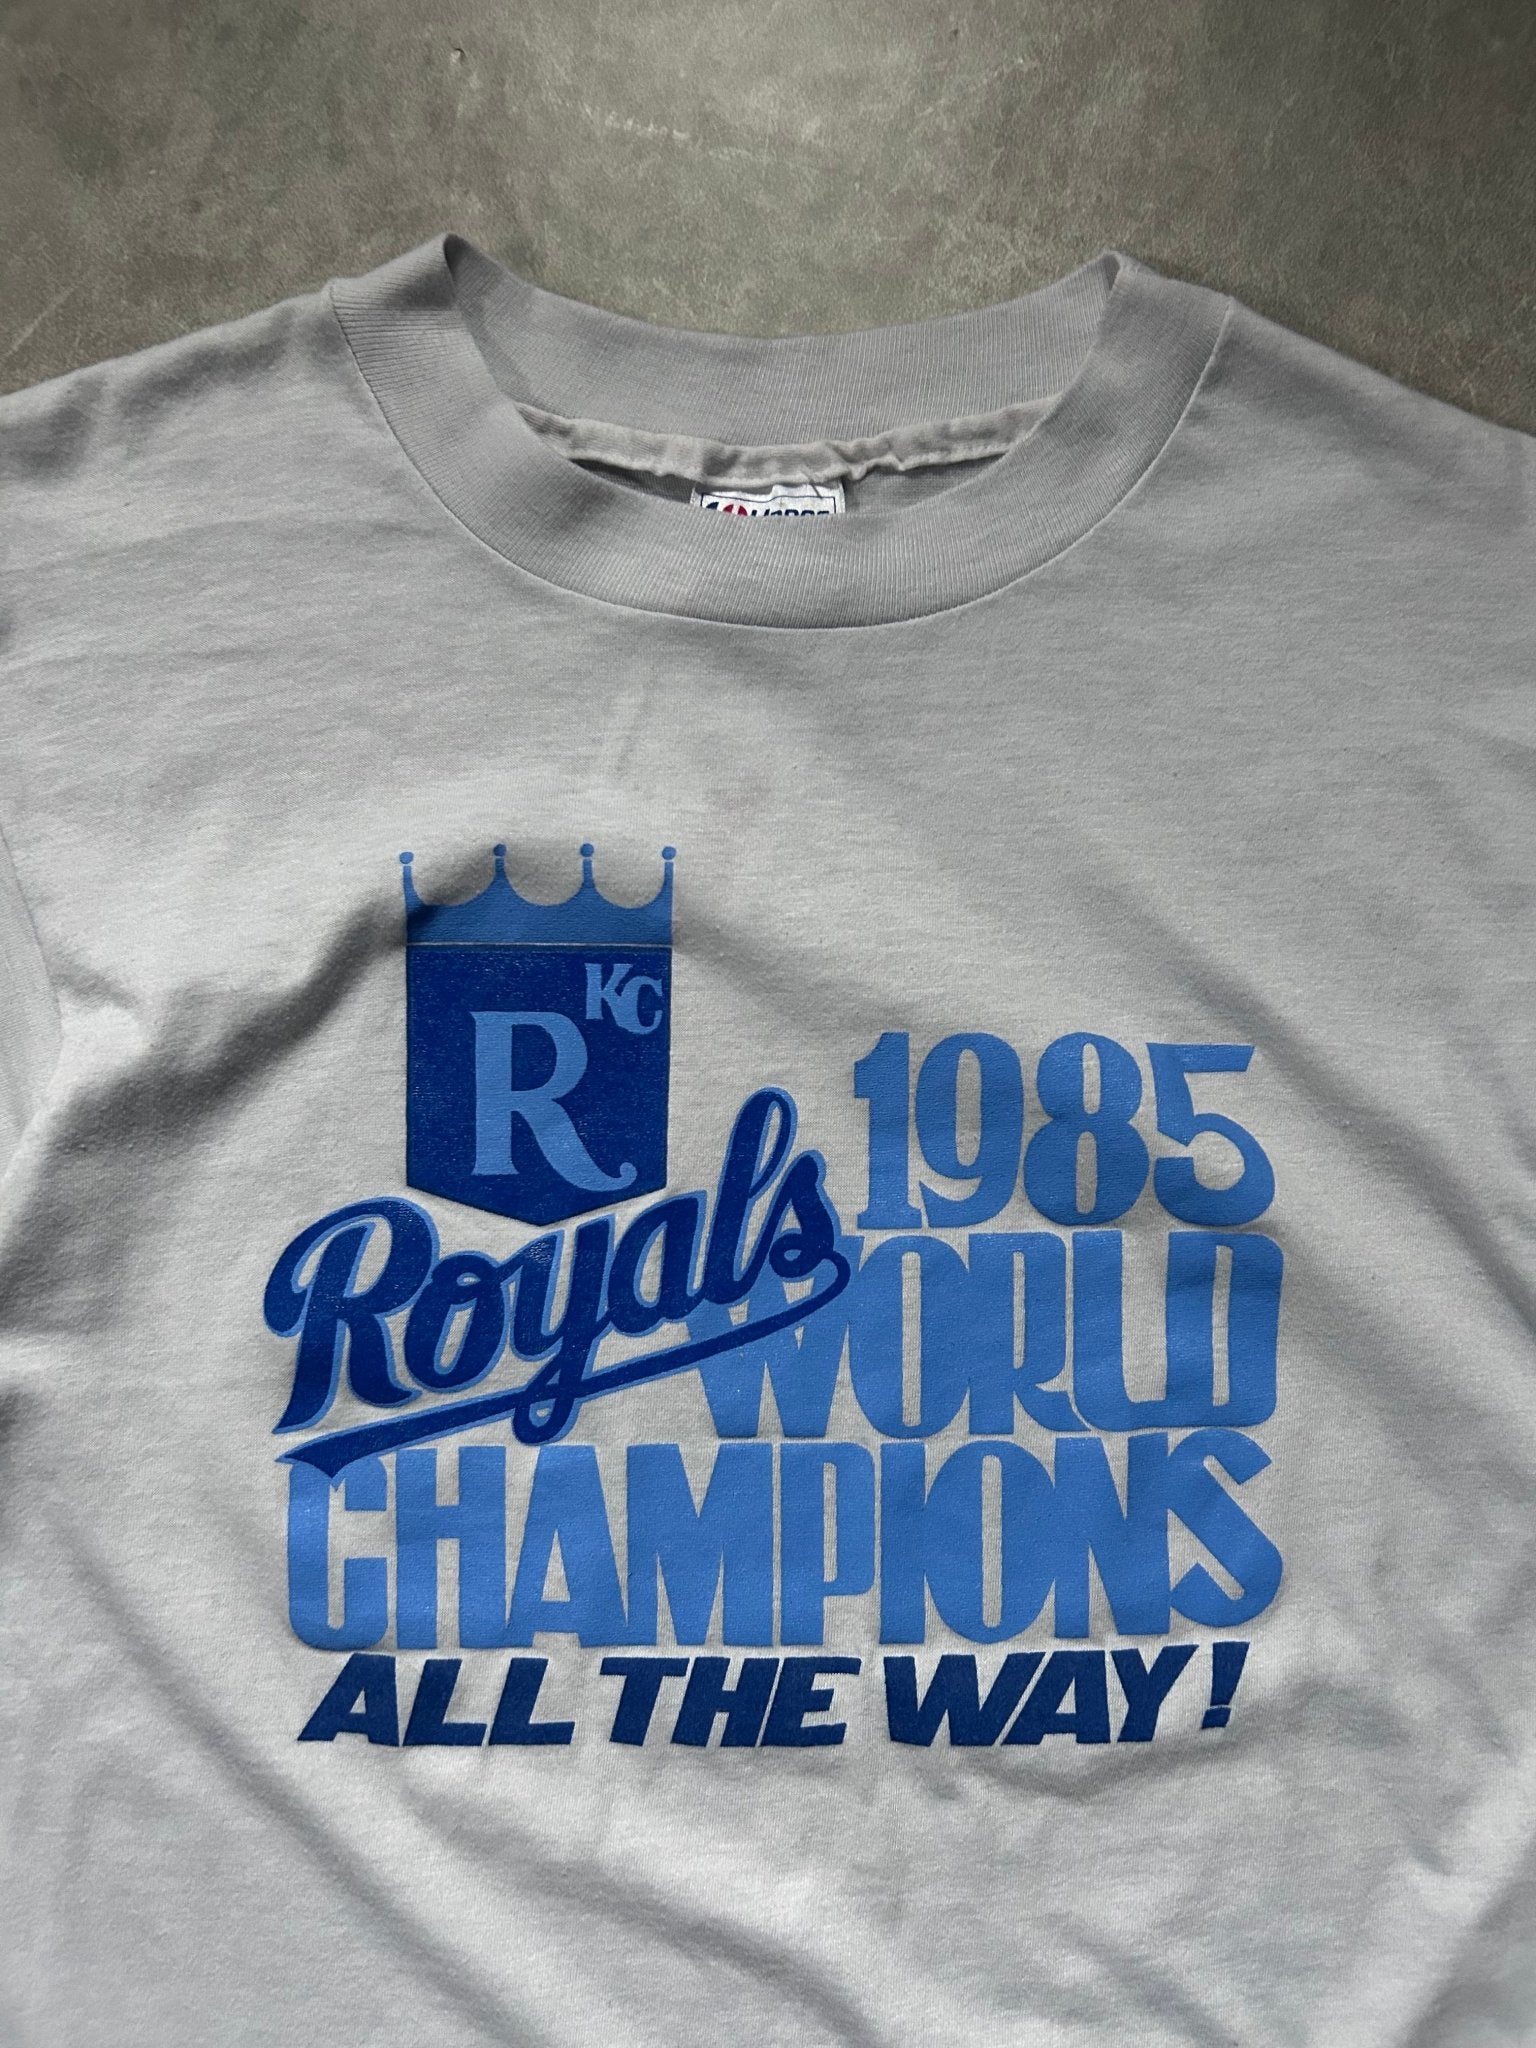 KC
R
Royals
1985
WORLD
CHAMPIONS
ALL THE WAY!